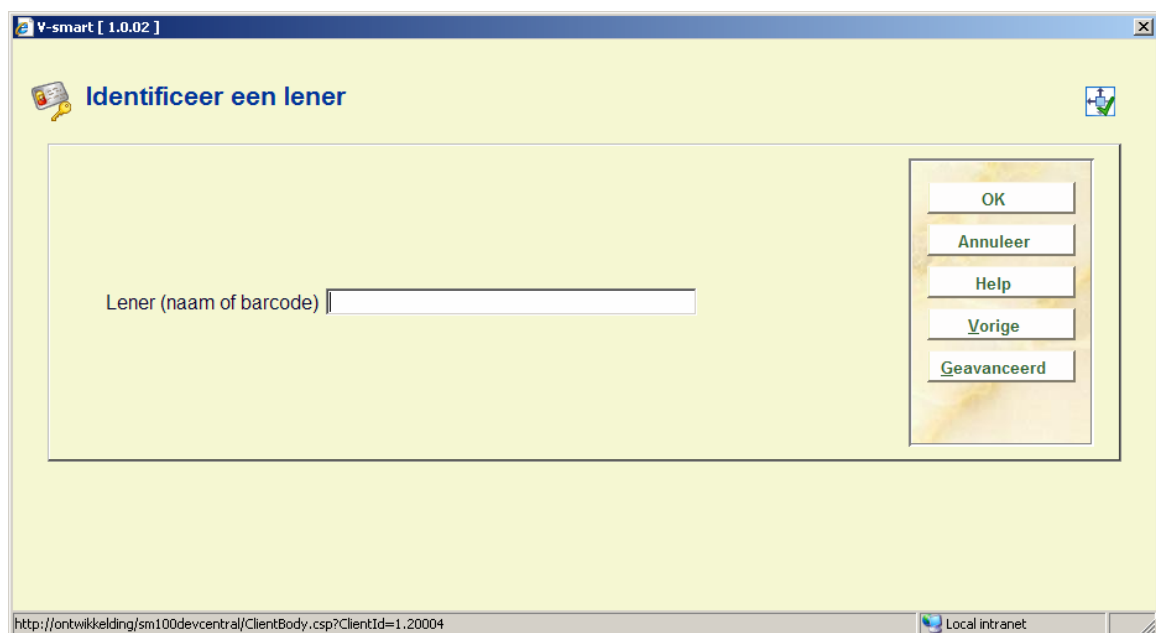 V-smart [ 1.0.02 ]
Identificeer een lener
Lener (naam of barcode)
OK
Annuleer
Help
Vorige
Geavanceerd
http://ontwikkelding/sm100devcentral/ClientBody.csp?ClientId=1.20004
Local intranet